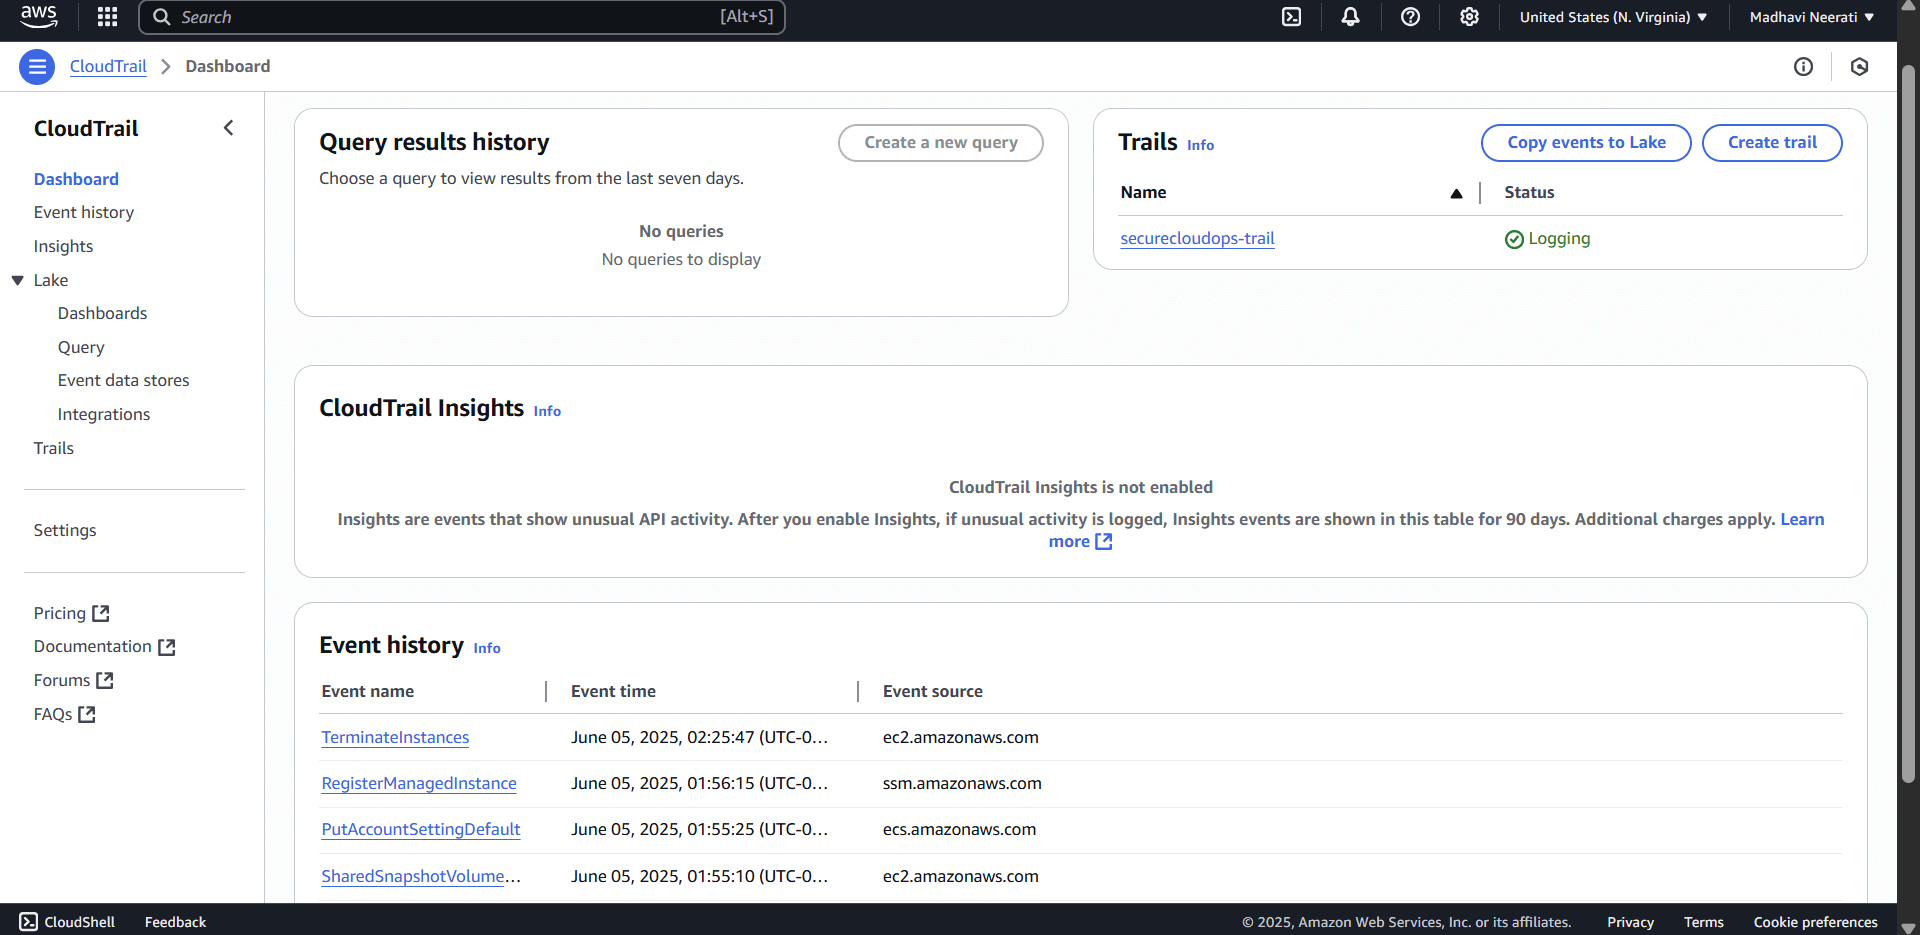 aws
Search [Alt+S]
United States (N. Virginia)
Madhavi Neerati
CloudTrail
Dashboard
CloudTrail
Dashboard
Event history
Insights
Lake
Dashboards
Query
Event data stores
Integrations
Trails
Settings
Pricing
Documentation
Forums
FAQs
Query results history
Create a new query
Choose a query to view results from the last seven days.
No queries
No queries to display
Trails Info
Copy events to Lake
Create trail
Name Status
securecloudops-trail Logging
CloudTrail Insights Info
CloudTrail Insights is not enabled
Insights are events that show unusual API activity. After you enable Insights, if unusual activity is logged, Insights events are shown in this table for 90 days. Additional charges apply. Learn
more
Event history Info
Event name Event time Event source
TerminateInstances June 05, 2025, 02:25:47 (UTC-0… ec2.amazonaws.com
RegisterManagedInstance June 05, 2025, 01:56:15 (UTC-0… ssm.amazonaws.com
PutAccountSettingDefault June 05, 2025, 01:55:25 (UTC-0… ecs.amazonaws.com
SharedSnapshotVolume… June 05, 2025, 01:55:10 (UTC-0… ec2.amazonaws.com
CloudShell Feedback © 2025, Amazon Web Services, Inc. or its affiliates. Privacy Terms Cookie preferences